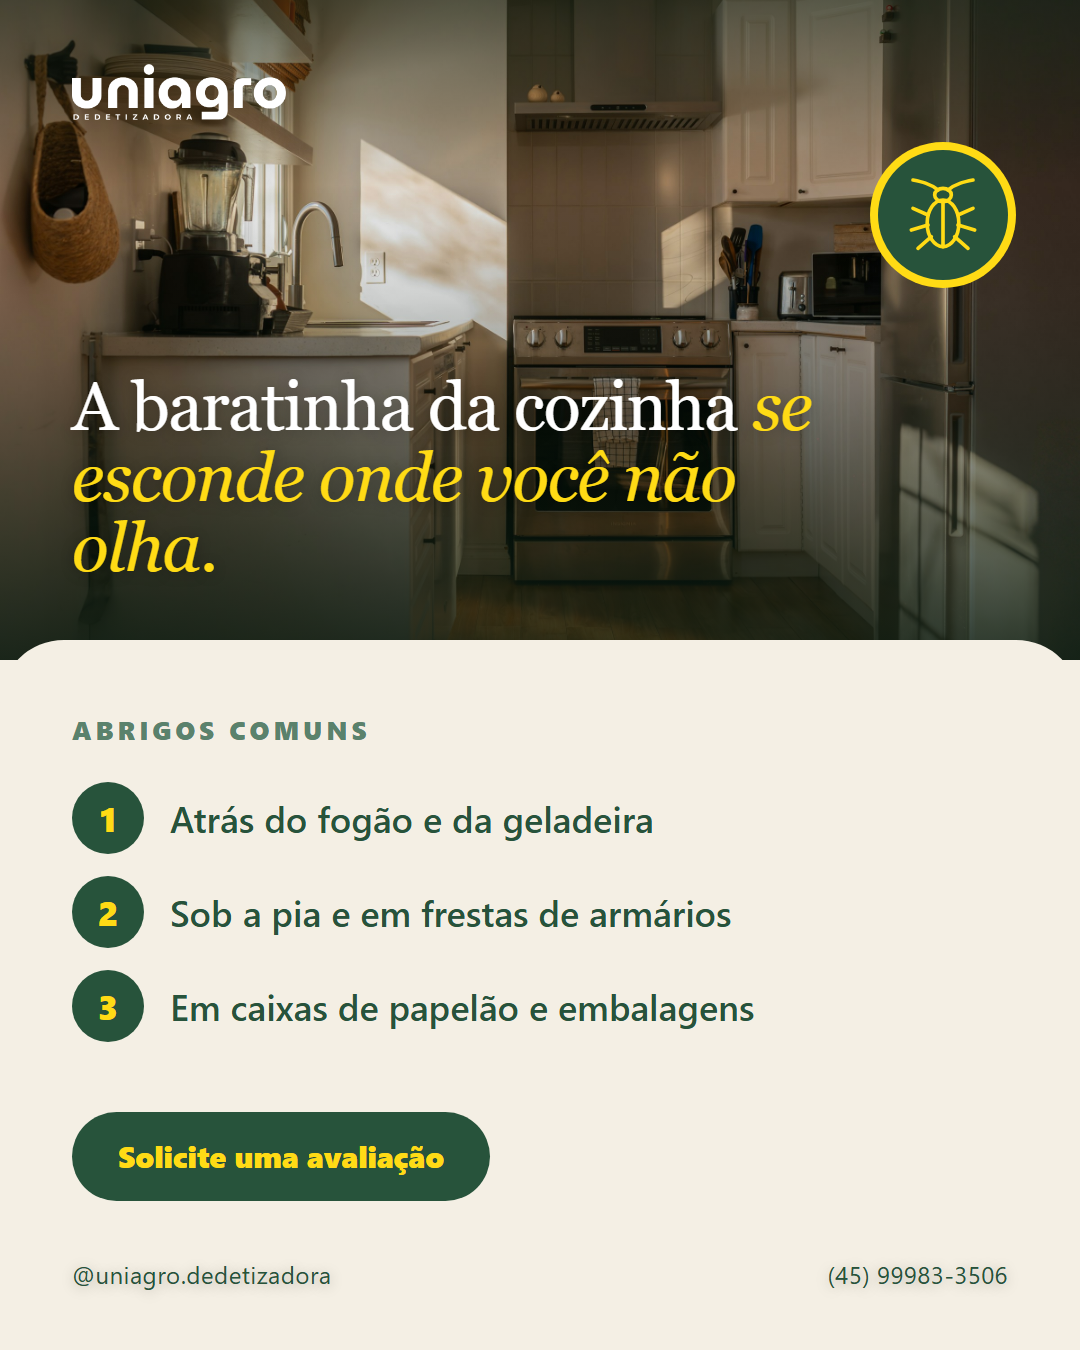 uniagro
DEDETIZADORA
A baratinha da cozinha se
esconde onde você não
olha.
ABRIGOS COMUNS
1 Atrás do fogão e da geladeira
2 Sob a pia e em frestas de armários
3 Em caixas de papelão e embalagens
Solicite uma avaliação
@uniagro.dedetizadora (45) 99983-3506